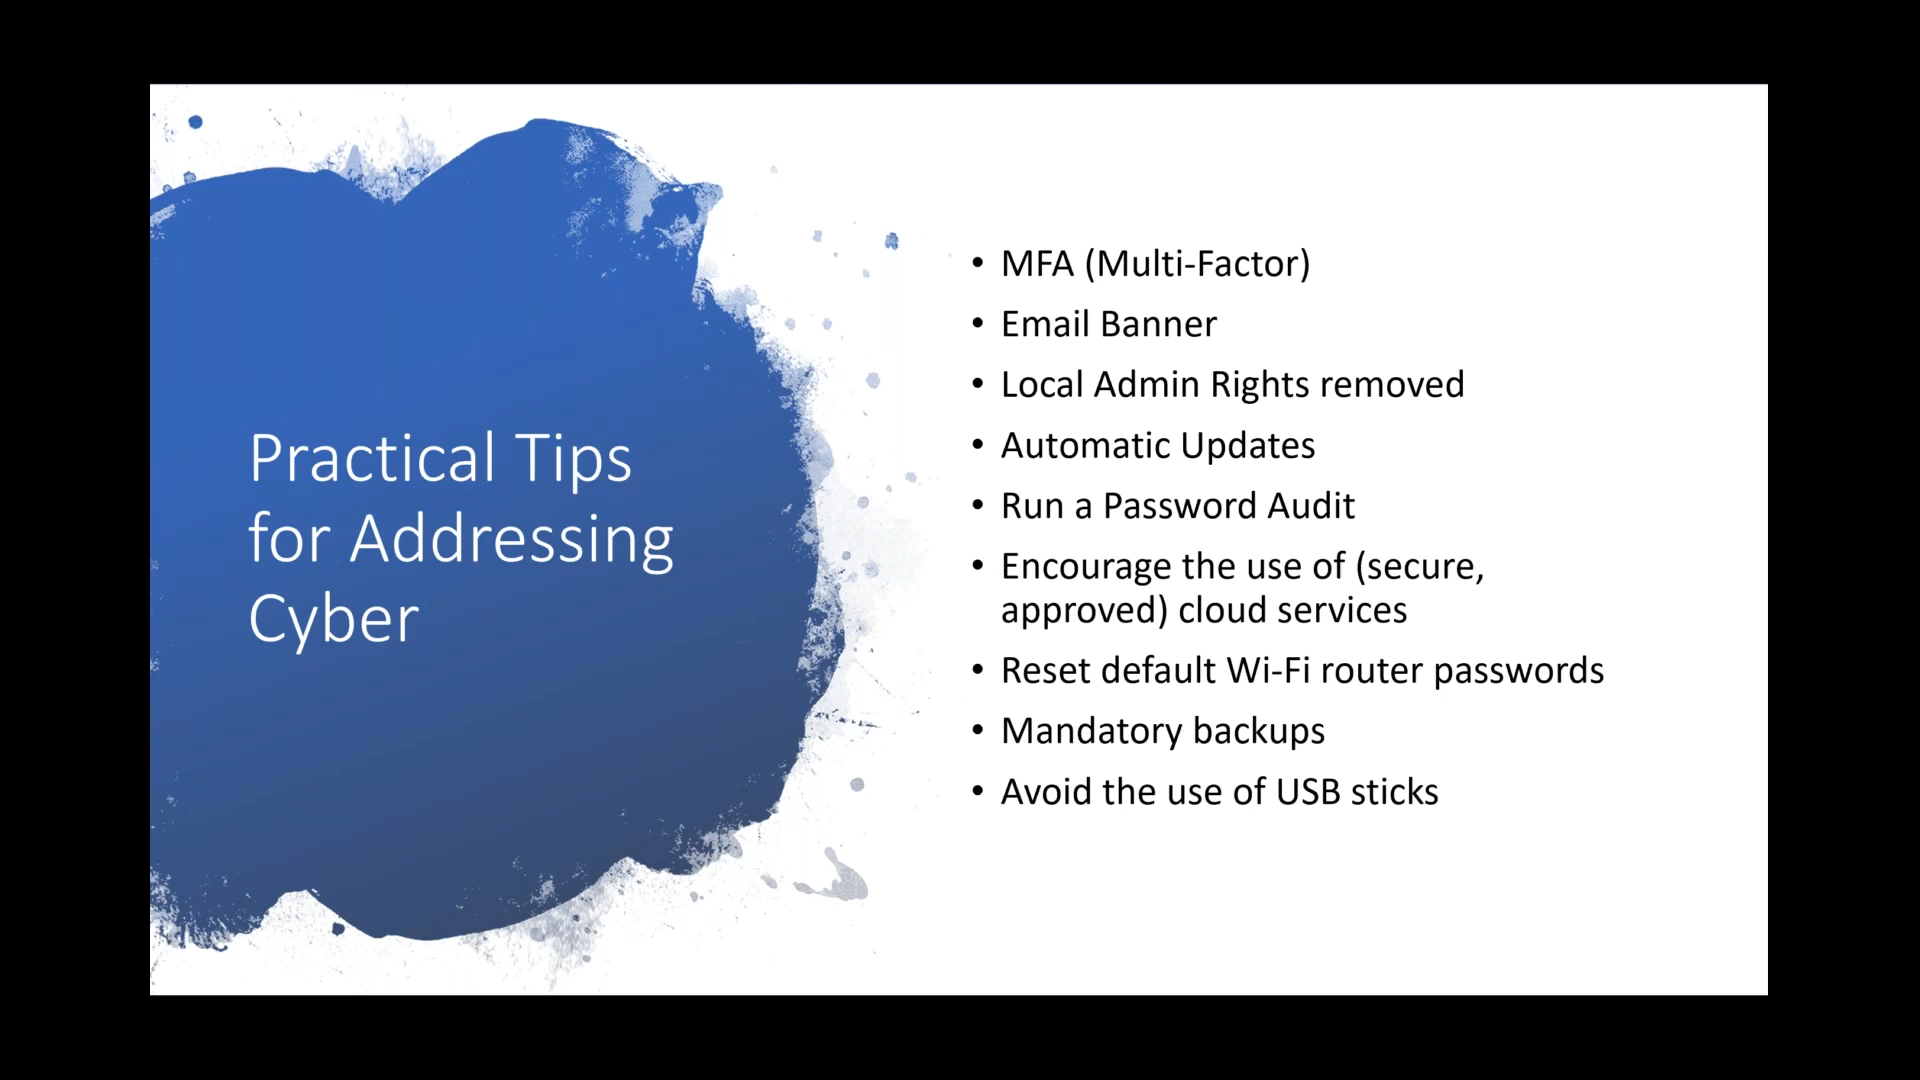 Practical Tips
for Addressing
Cyber
• MFA (Multi-Factor)
• Email Banner
• Local Admin Rights removed
• Automatic Updates
• Run a Password Audit
• Encourage the use of (secure,
approved) cloud services
• Reset default Wi-Fi router passwords
• Mandatory backups
• Avoid the use of USB sticks